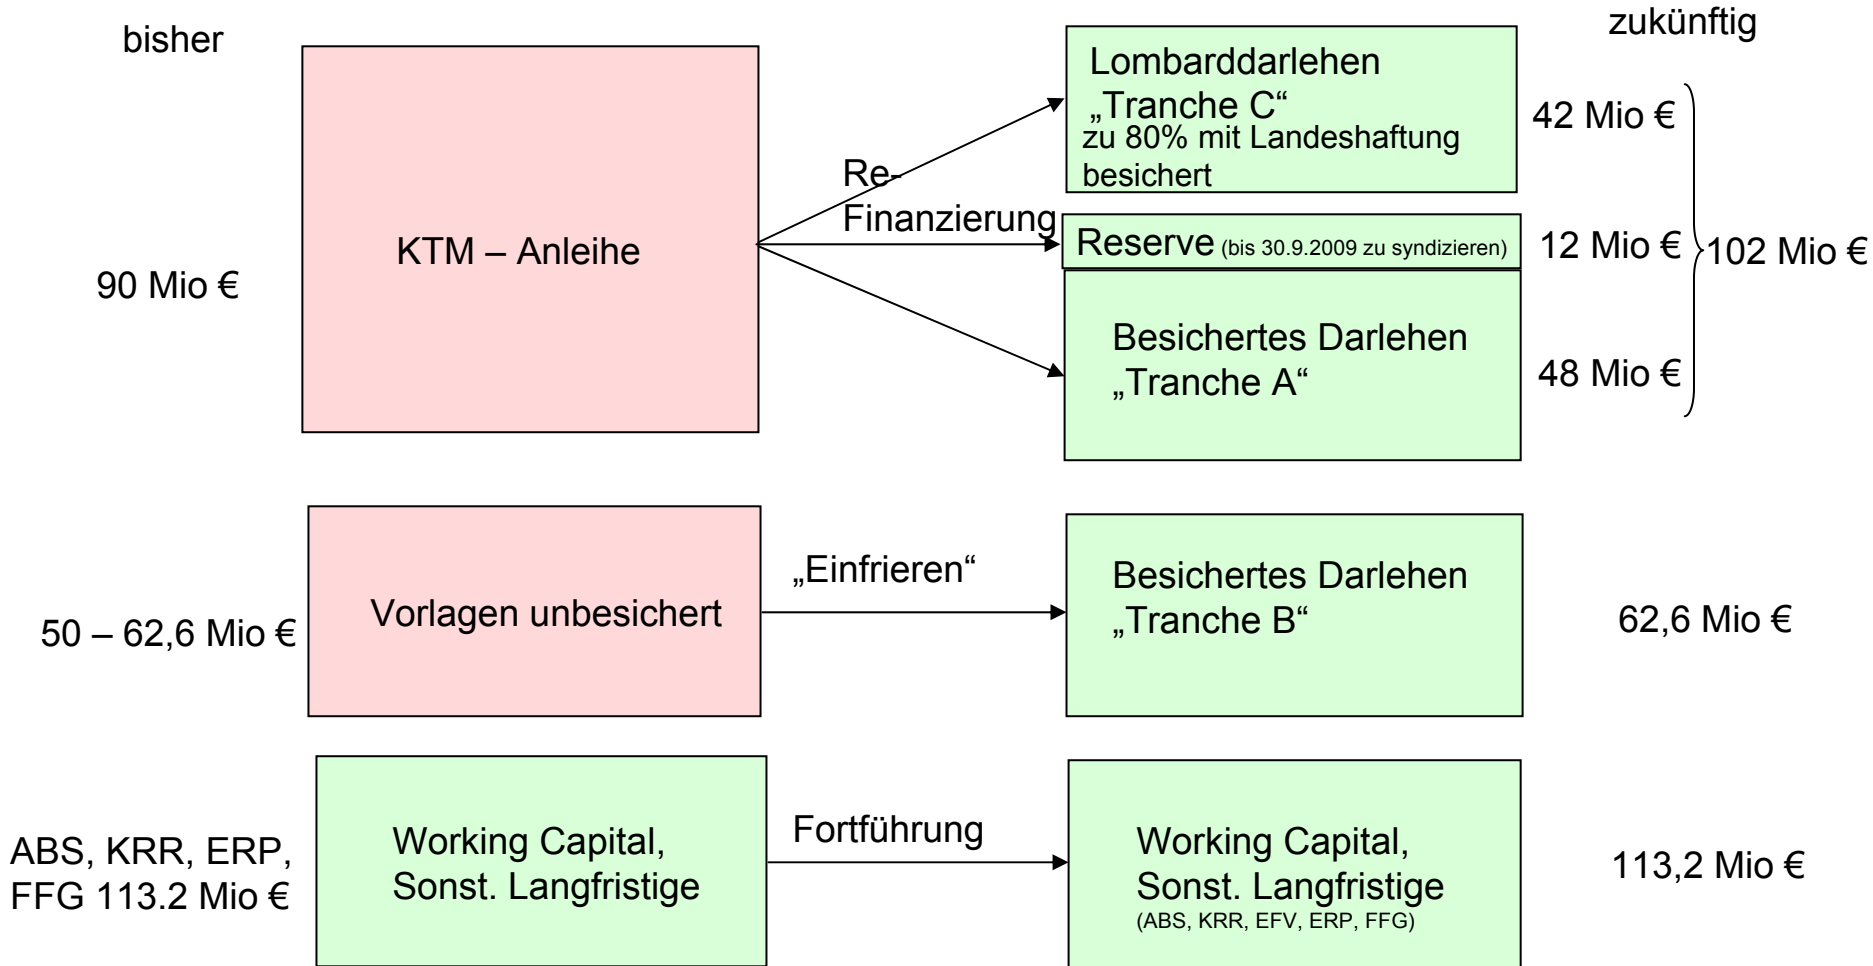 bisher
zukünftig
90 Mio €
KTM – Anleihe
Re-
Finanzierung
Lombarddarlehen
„Tranche C“
zu 80% mit Landeshaftung
besichert
42 Mio €
Reserve (bis 30.9.2009 zu syndizieren)
12 Mio €
102 Mio €
Besichertes Darlehen
„Tranche A“
48 Mio €
50 – 62,6 Mio €
Vorlagen unbesichert
„Einfrieren“
Besichertes Darlehen
„Tranche B“
62,6 Mio €
ABS, KRR, ERP,
FFG 113.2 Mio €
Working Capital,
Sonst. Langfristige
Fortführung
Working Capital,
Sonst. Langfristige
(ABS, KRR, EFV, ERP, FFG)
113,2 Mio €